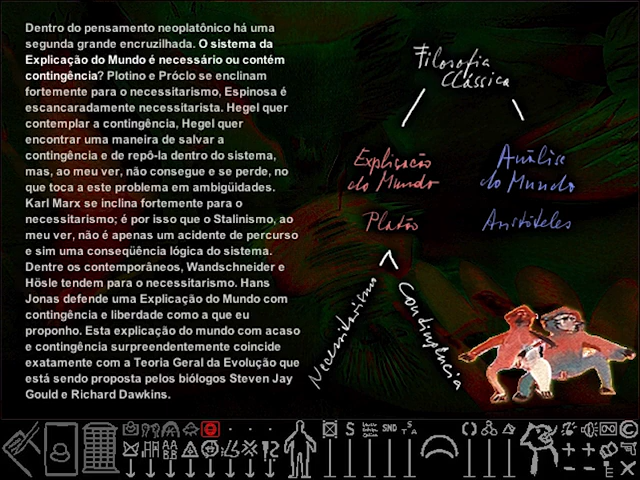 Dentro do pensamento neoplatônico há uma
segunda grande encruzilhada. O sistema da
Explicação do Mundo é necessário ou contém
contingência? Plotino e Próclo se enclinam
fortemente para o necessitarismo, Espinosa é
escancaradamente necessitarista. Hegel quer
contemplar a contingência, Hegel quer
encontrar uma maneira de salvar a
contingência e de repô-la dentro do sistema,
mas, ao meu ver, não consegue e se perde, no
que toca a este problema em ambigüidades.
Karl Marx se inclina fortemente para o
necessitarismo; é por isso que o Stalinismo, ao
meu ver, não é apenas um acidente de percurso
e sim uma conseqüência lógica do sistema.
Dentre os contemporâneos, Wandschneider e
Hösle tendem para o necessitarismo. Hans
Jonas defende uma Explicação do Mundo com
contingência e liberdade como a que eu
proponho. Esta explicação do mundo com acaso
e contingência surpreendentemente coincide
exatamente com a Teoria Geral da Evolução que
está sendo proposta pelos biólogos Steven Jay
Gould e Richard Dawkins.
Filosofia
Clássica
Explicação
do Mundo
Análise
do Mundo
Platão
Aristóteles
Necessitarismo
Contingência
S
SND